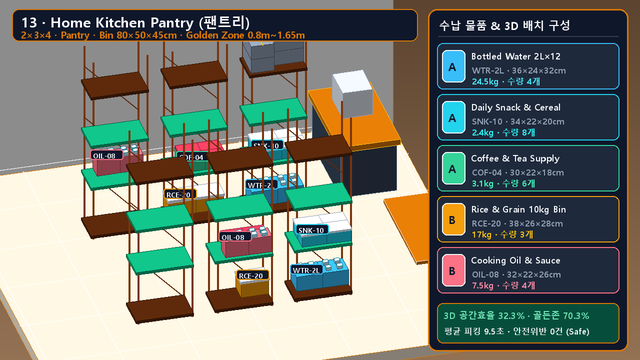 13 · Home Kitchen Pantry (팬트리)
2×3×4 · Pantry · Bin 80×50×45cm · Golden Zone 0.8m~1.65m
수납 물품 & 3D 배치 구성
A
Bottled Water 2L×12
WTR-2L · 36×24×32cm
24.5kg · 수량 4개
A
Daily Snack & Cereal
SNK-10 · 34×22×20cm
2.4kg · 수량 8개
A
Coffee & Tea Supply
COF-04 · 30×22×18cm
3.1kg · 수량 6개
B
Rice & Grain 10kg Bin
RCE-20 · 38×26×28cm
17kg · 수량 3개
B
Cooking Oil & Sauce
OIL-08 · 32×22×26cm
7.5kg · 수량 4개
3D 공간효율 32.3% · 골든존 70.3%
평균 피킹 9.5초 · 안전위반 0건 (Safe)
OIL-08
RCE-20
OIL-08
SNK-10
RCE-20
WTR-2L